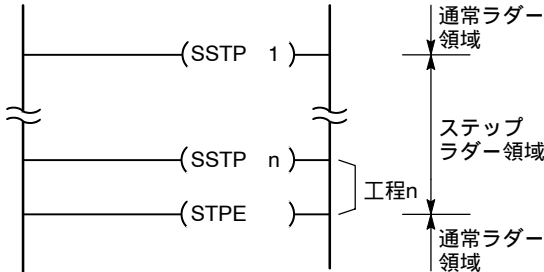 通常ラダー
領域
(SSTP 1)
ステップ
ラダー領域
(SSTP n)
工程n
(STPE )
通常ラダー
領域